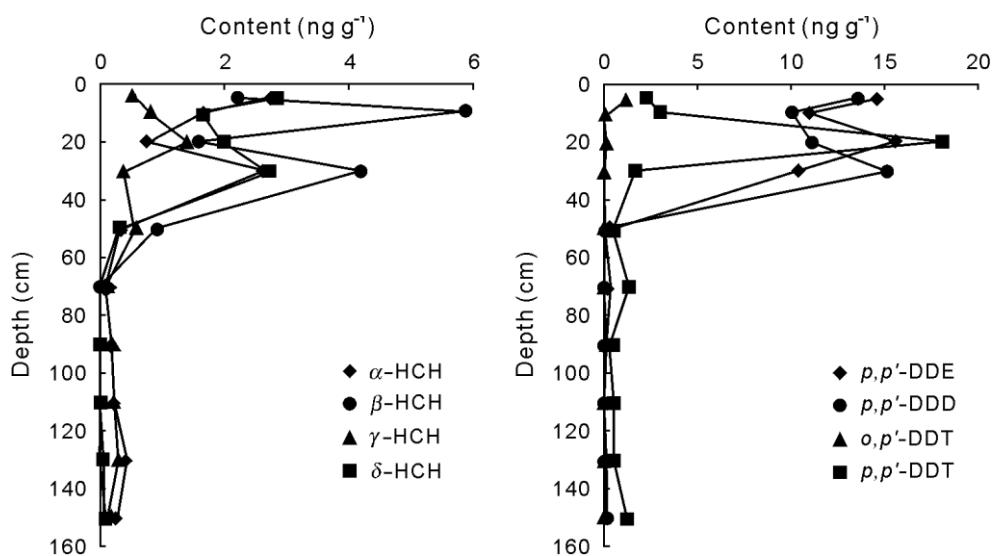 Content (ng g⁻¹)
0 2 4 6
0
20
40
60
80
100
120
140
160
Depth (cm)
α-HCH
β-HCH
γ-HCH
δ-HCH
Content (ng g⁻¹)
0 5 10 15 20
0
20
40
60
80
100
120
140
160
Depth (cm)
p,p′-DDE
p,p′-DDD
o,p′-DDT
p,p′-DDT